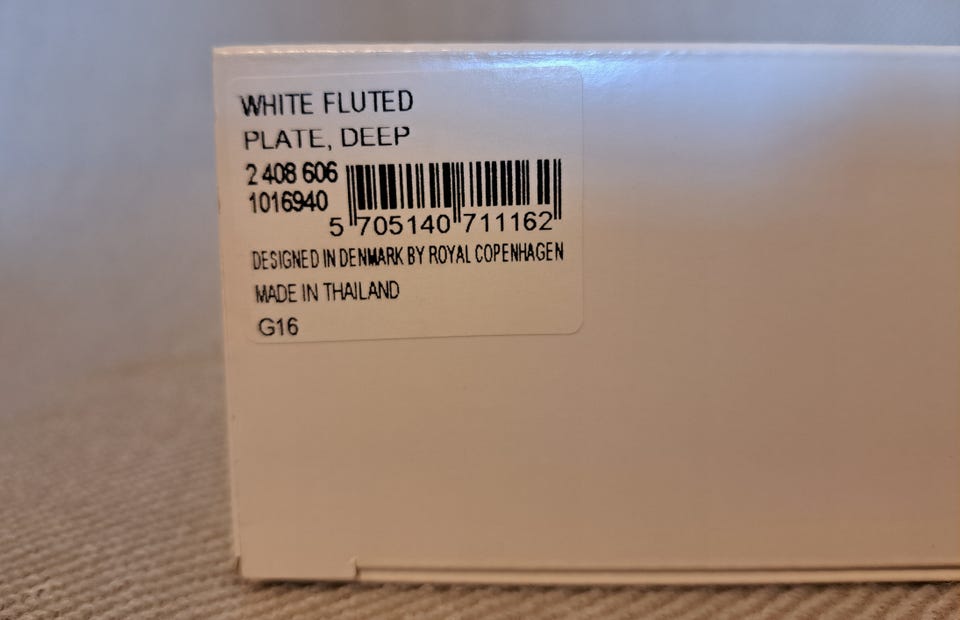 WHITE FLUTED
PLATE, DEEP
2 408 606
1016940
5 705140 711162
DESIGNED IN DENMARK BY ROYAL COPENHAGEN
MADE IN THAILAND
G16